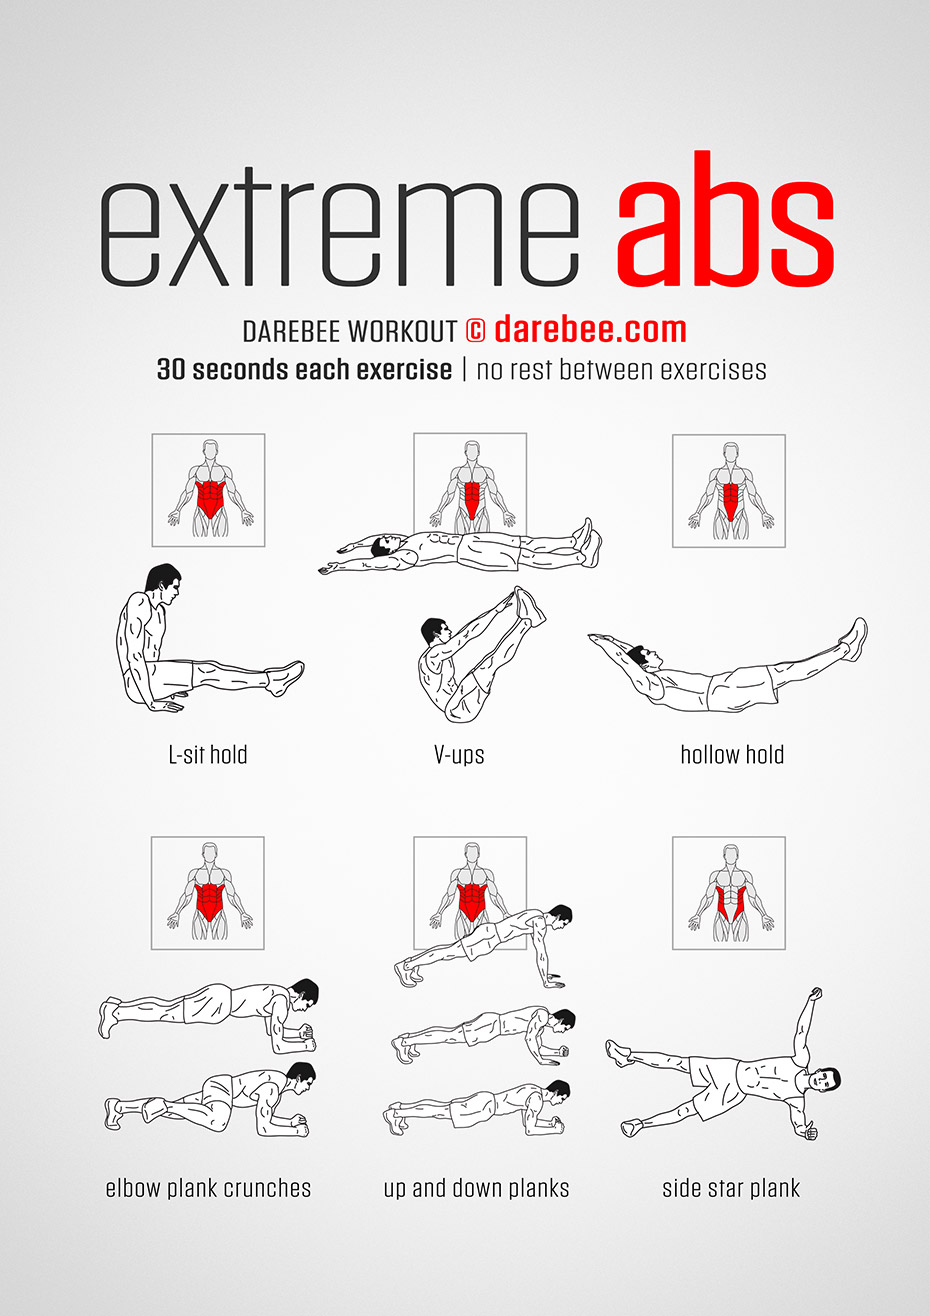 extreme abs
DAREBEE WORKOUT © darebee.com
30 seconds each exercise | no rest between exercises
L-sit hold
V-ups
hollow hold
elbow plank crunches
up and down planks
side star plank